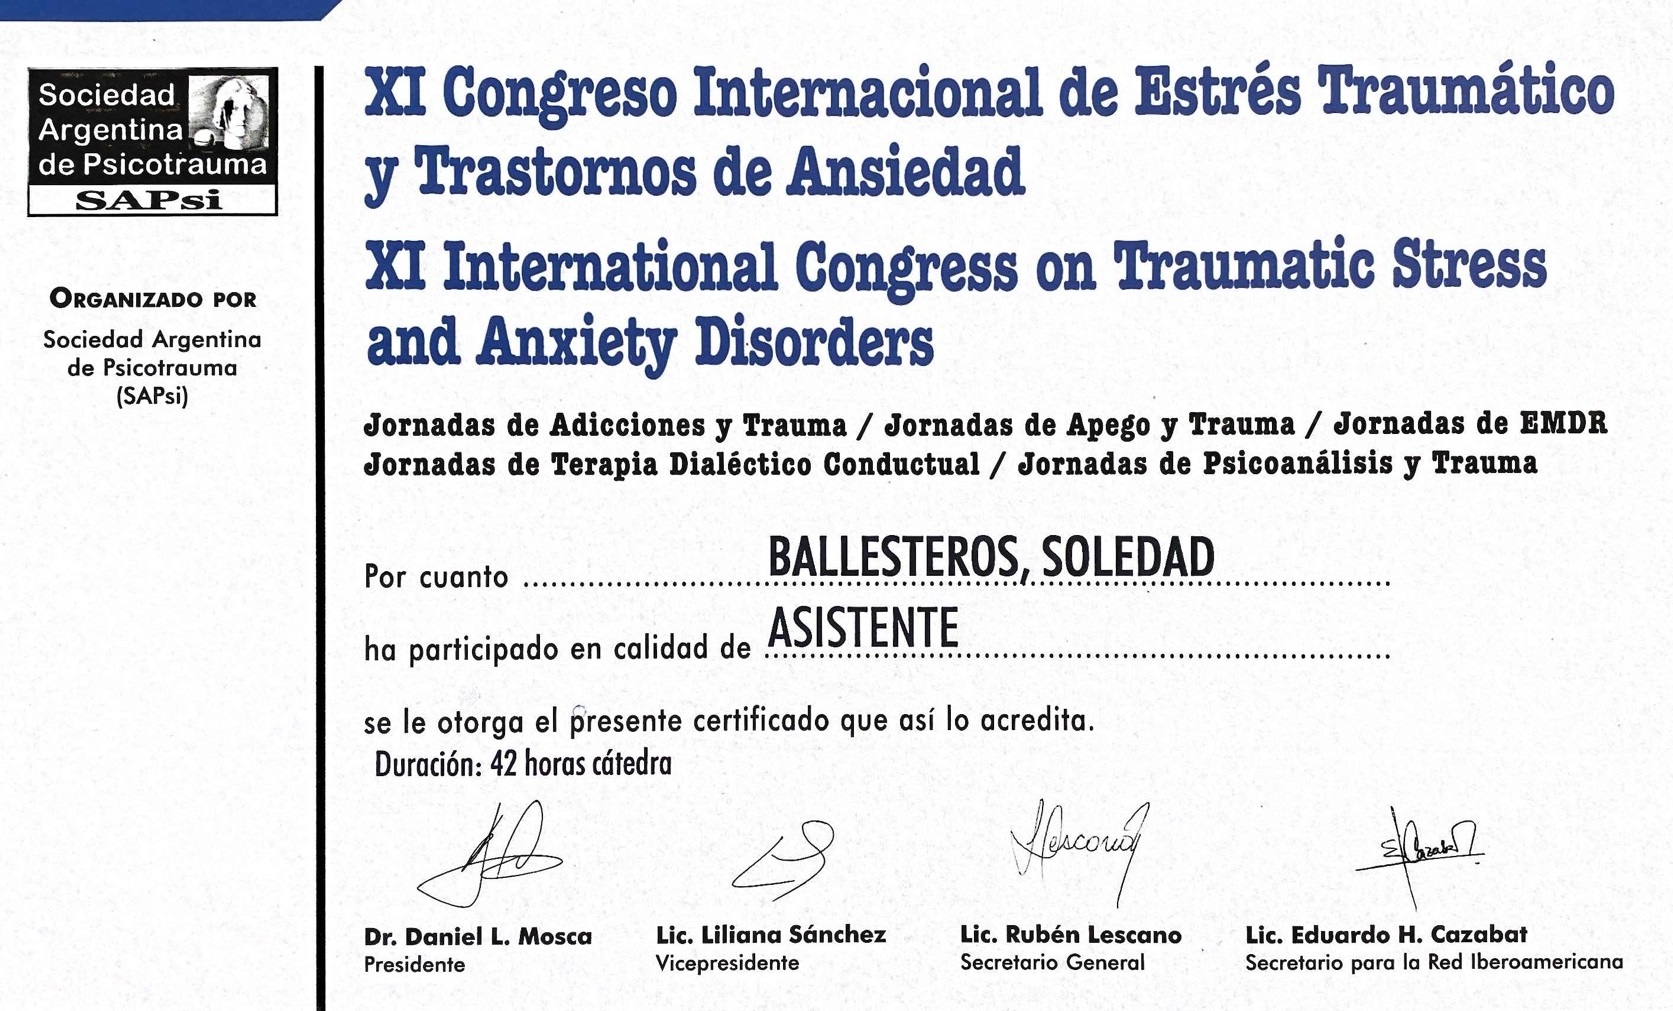 Sociedad
Argentina
de Psicotrauma
SAPsi
ORGANIZADO POR
Sociedad Argentina
de Psicotrauma
(SAPsi)
XI Congreso Internacional de Estrés Traumático
y Trastornos de Ansiedad
XI International Congress on Traumatic Stress
and Anxiety Disorders
Jornadas de Adicciones y Trauma / Jornadas de Apego y Trauma / Jornadas de EMDR
Jornadas de Terapia Dialéctico Conductual / Jornadas de Psicoanálisis y Trauma
Por cuanto BALLESTEROS, SOLEDAD
ha participado en calidad de ASISTENTE
se le otorga el presente certificado que así lo acredita.
Duración: 42 horas cátedra
Dr. Daniel L. Mosca
Presidente
Lic. Liliana Sánchez
Vicepresidente
Lic. Rubén Lescano
Secretario General
Lic. Eduardo H. Cazabat
Secretario para la Red Iberoamericana